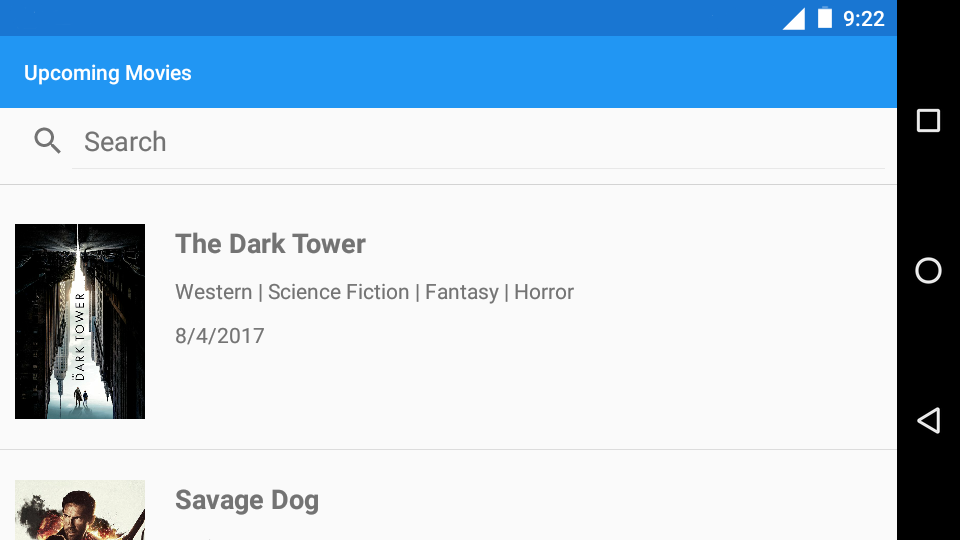 9:22
Upcoming Movies
Search
The Dark Tower
Western | Science Fiction | Fantasy | Horror
8/4/2017
DARK TOWER
Savage Dog